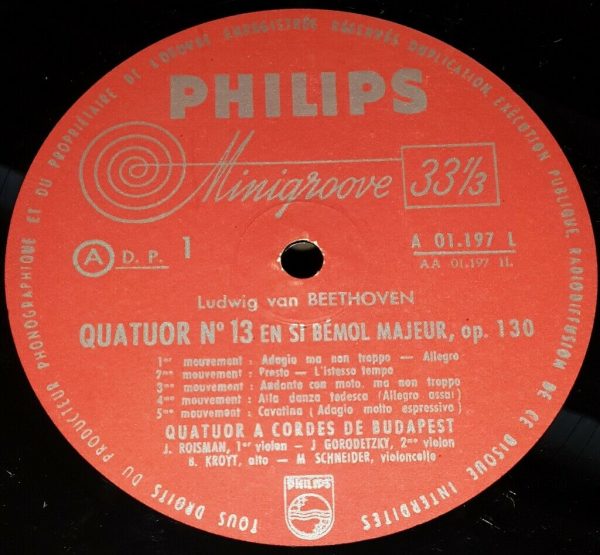 TOUS DROITS DU PRODUCTEUR PHONOGRAPHIQUE ET DU PROPRIÉTAIRE DE L'ŒUVRE ENREGISTRÉE RÉSERVÉS DUPLICATION EXÉCUTION PUBLIQUE RADIODIFFUSION DE CE DISQUE INTERDITES
PHILIPS
Minigroove 33 1/3
A D. P. 1
A 01.197 L
AA 01.197 1L
Ludwig van BEETHOVEN
QUATUOR Nº 13 EN SI BÉMOL MAJEUR, op. 130
1er mouvement : Adagio ma non troppo — Allegro
2me mouvement : Presto — L'istesso tempo
3me mouvement : Andante con moto, ma non troppo
4me mouvement : Alla danza tedesca (Allegro assai)
5me mouvement : Cavatina (Adagio molto espressivo)
QUATUOR A CORDES DE BUDAPEST
J. ROISMAN, 1er violon — J GORODETZKY, 2me violon
B. KROYT, alto — M SCHNEIDER, violoncelle
PHILIPS